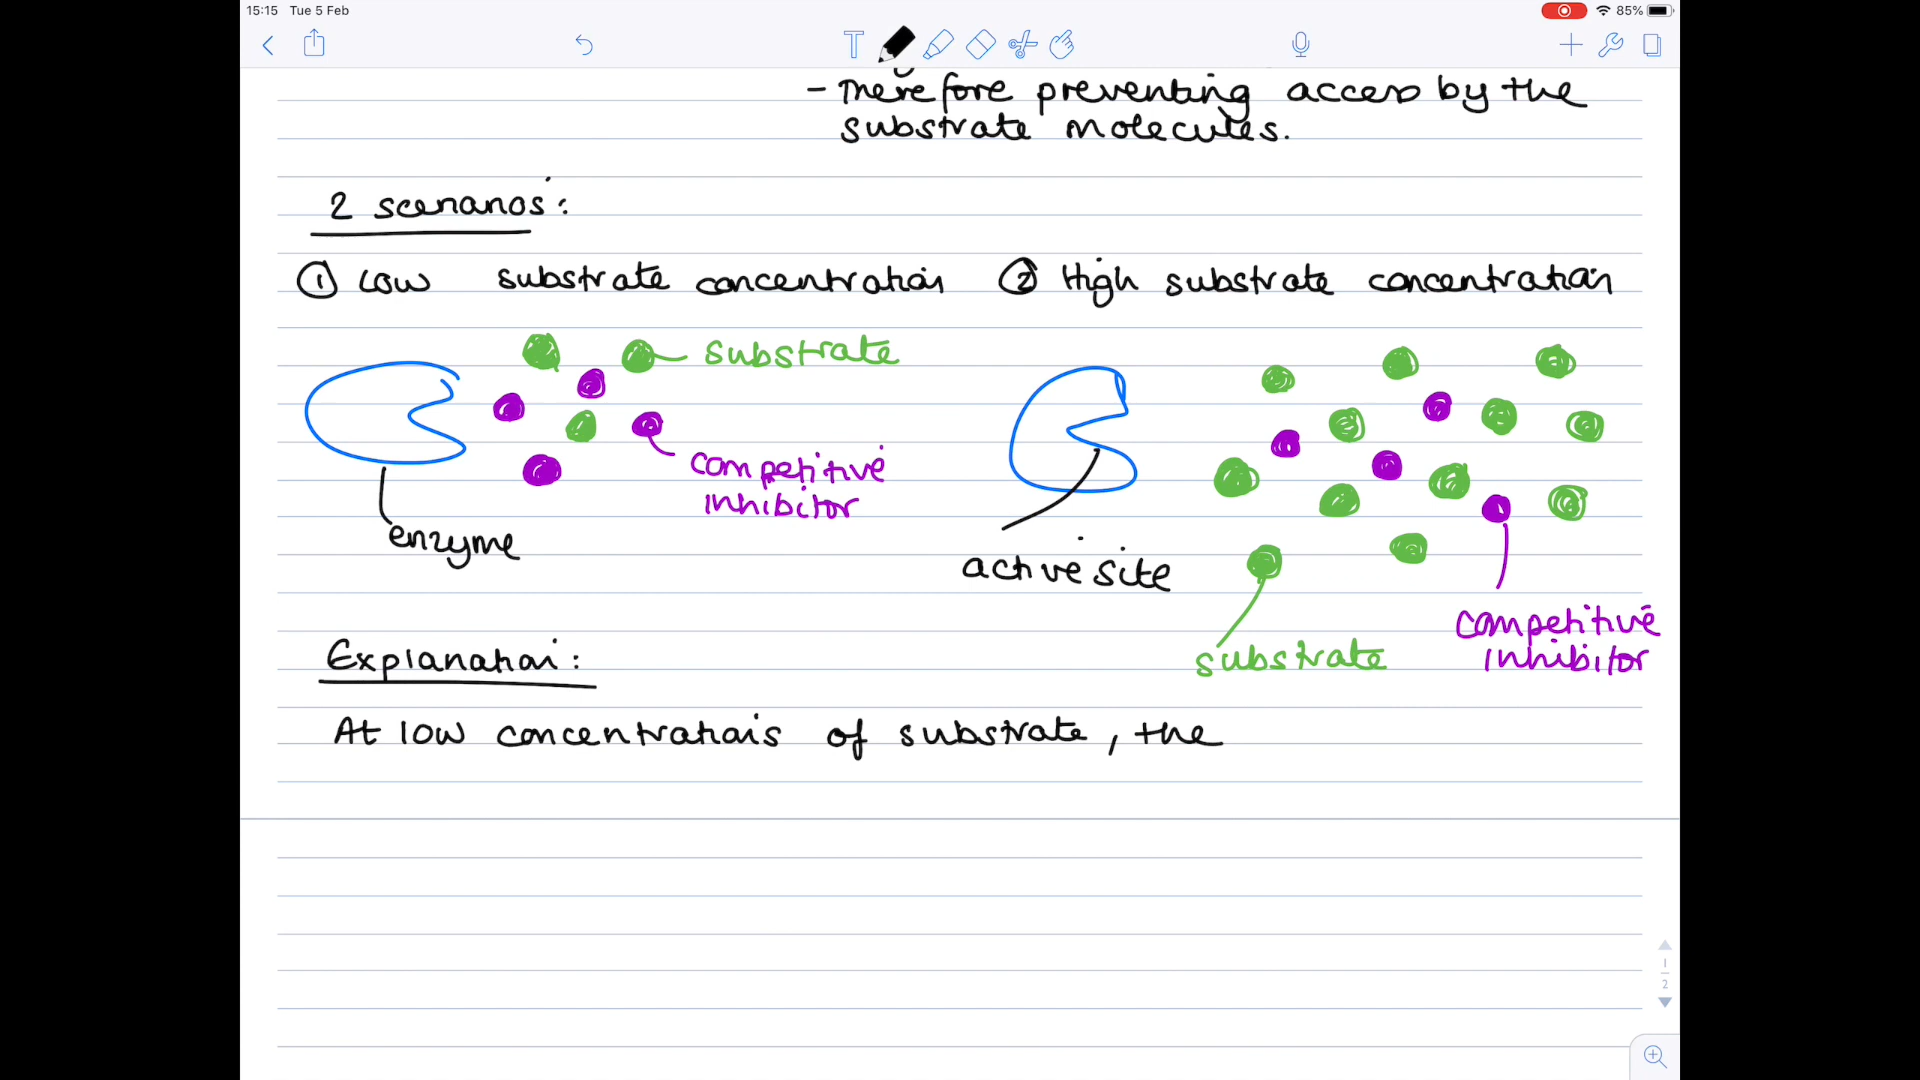 15:15 Tue 5 Feb
85%
T
- Therefore preventing access by the
substrate molecules.
2 scenarios:
① Low substrate concentration
② High substrate concentration
substrate
competitive
inhibitor
enzyme
active site
substrate
competitive
inhibitor
Explanation:
At low concentrations of substrate, the
1
2